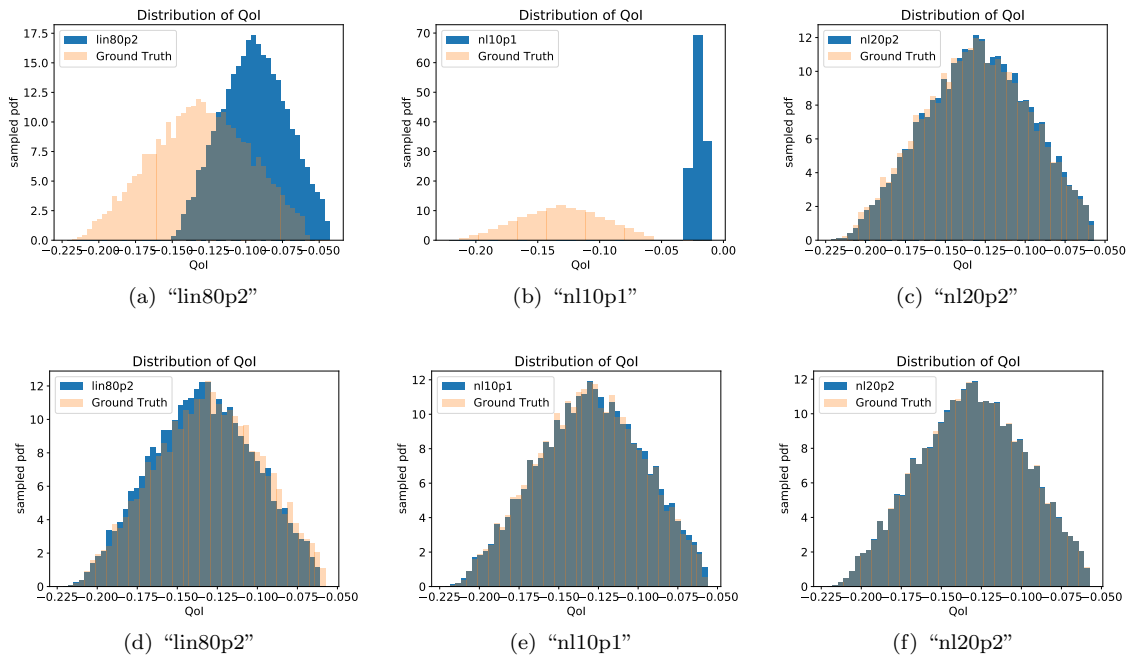 Distribution of QoI
17.5
15.0
12.5
10.0
7.5
5.0
2.5
0.0
sampled pdf
lin80p2
Ground Truth
−0.225−0.200−0.175−0.150−0.125−0.100−0.075−0.050
QoI
(a) “lin80p2”
Distribution of QoI
70
60
50
40
30
20
10
0
sampled pdf
nl10p1
Ground Truth
−0.20 −0.15 −0.10 −0.05 0.00
QoI
(b) “nl10p1”
Distribution of QoI
12
10
8
6
4
2
0
sampled pdf
nl20p2
Ground Truth
−0.225−0.200−0.175−0.150−0.125−0.100−0.075−0.050
QoI
(c) “nl20p2”
Distribution of QoI
12
10
8
6
4
2
0
sampled pdf
lin80p2
Ground Truth
−0.225−0.200−0.175−0.150−0.125−0.100−0.075−0.050
QoI
(d) “lin80p2”
Distribution of QoI
12
10
8
6
4
2
0
sampled pdf
nl10p1
Ground Truth
−0.225−0.200−0.175−0.150−0.125−0.100−0.075−0.050
QoI
(e) “nl10p1”
Distribution of QoI
12
10
8
6
4
2
0
sampled pdf
nl20p2
Ground Truth
−0.225−0.200−0.175−0.150−0.125−0.100−0.075−0.050
QoI
(f) “nl20p2”